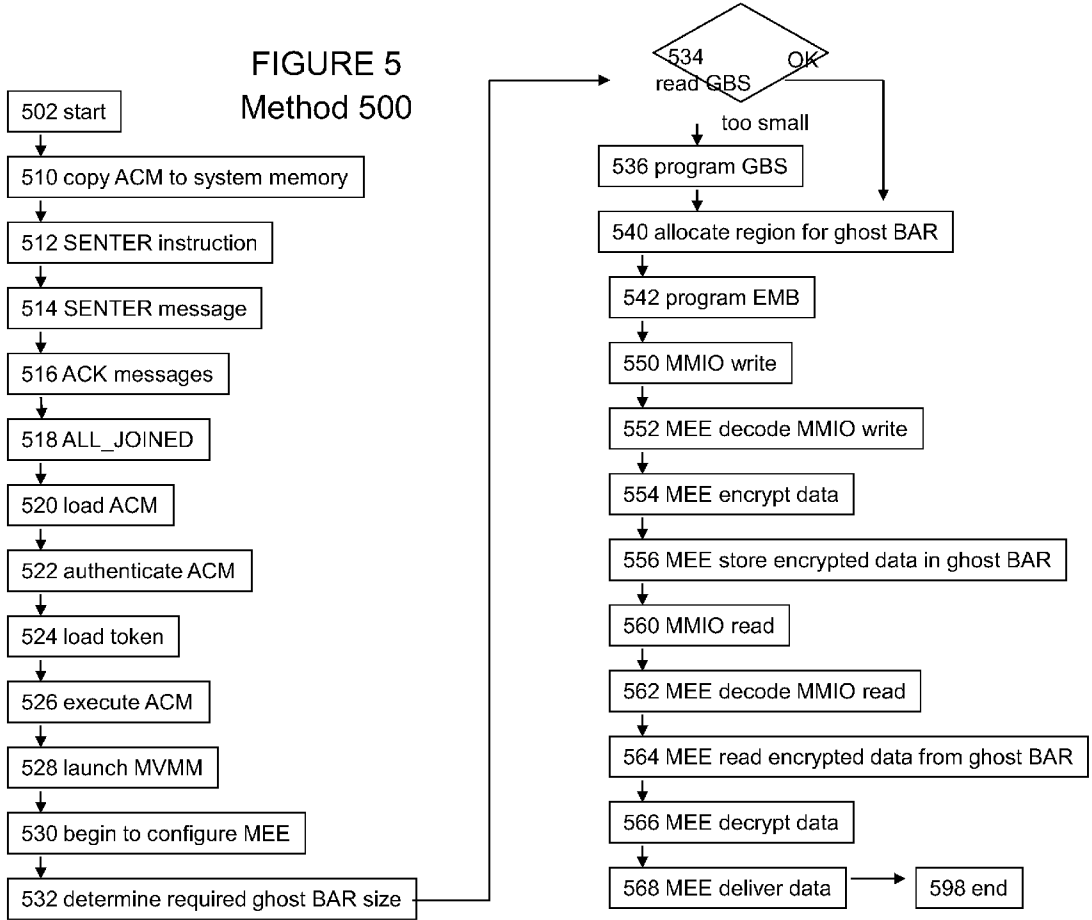 FIGURE 5
Method 500
502 start
510 copy ACM to system memory
512 SENTER instruction
514 SENTER message
516 ACK messages
518 ALL_JOINED
520 load ACM
522 authenticate ACM
524 load token
526 execute ACM
528 launch MVMM
530 begin to configure MEE
532 determine required ghost BAR size
534
read GBS
OK
too small
536 program GBS
540 allocate region for ghost BAR
542 program EMB
550 MMIO write
552 MEE decode MMIO write
554 MEE encrypt data
556 MEE store encrypted data in ghost BAR
560 MMIO read
562 MEE decode MMIO read
564 MEE read encrypted data from ghost BAR
566 MEE decrypt data
568 MEE deliver data
598 end